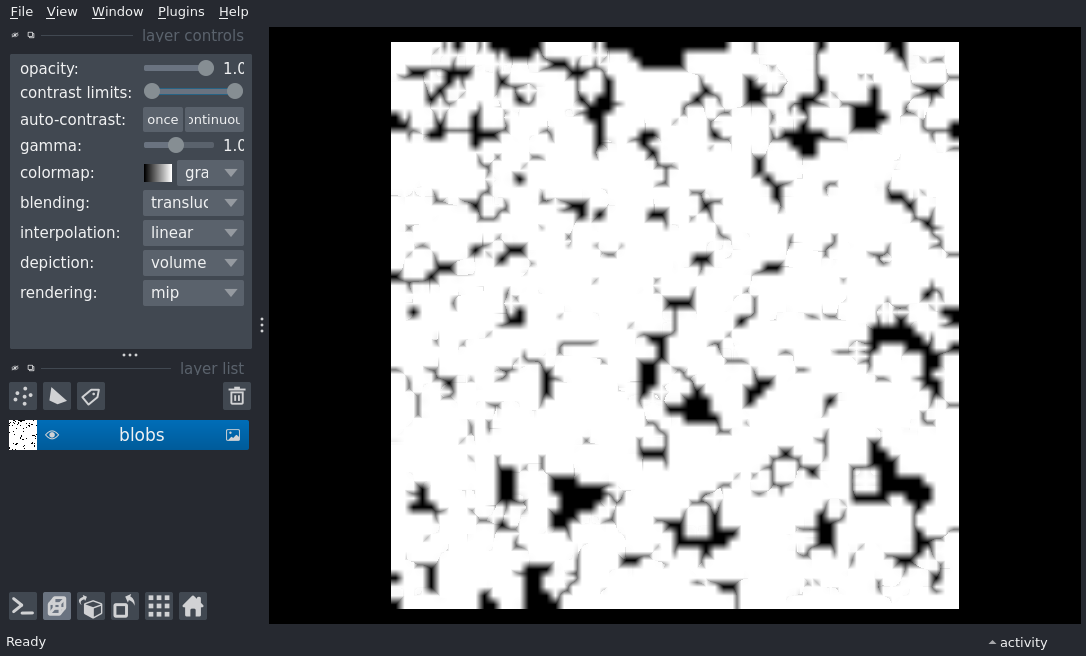 File View Window Plugins Help
layer controls
opacity: 1.0
contrast limits:
auto-contrast: once ontinuou
gamma: 1.0
colormap: gra
blending: transluc
interpolation: linear
depiction: volume
rendering: mip
layer list
blobs
Ready
activity